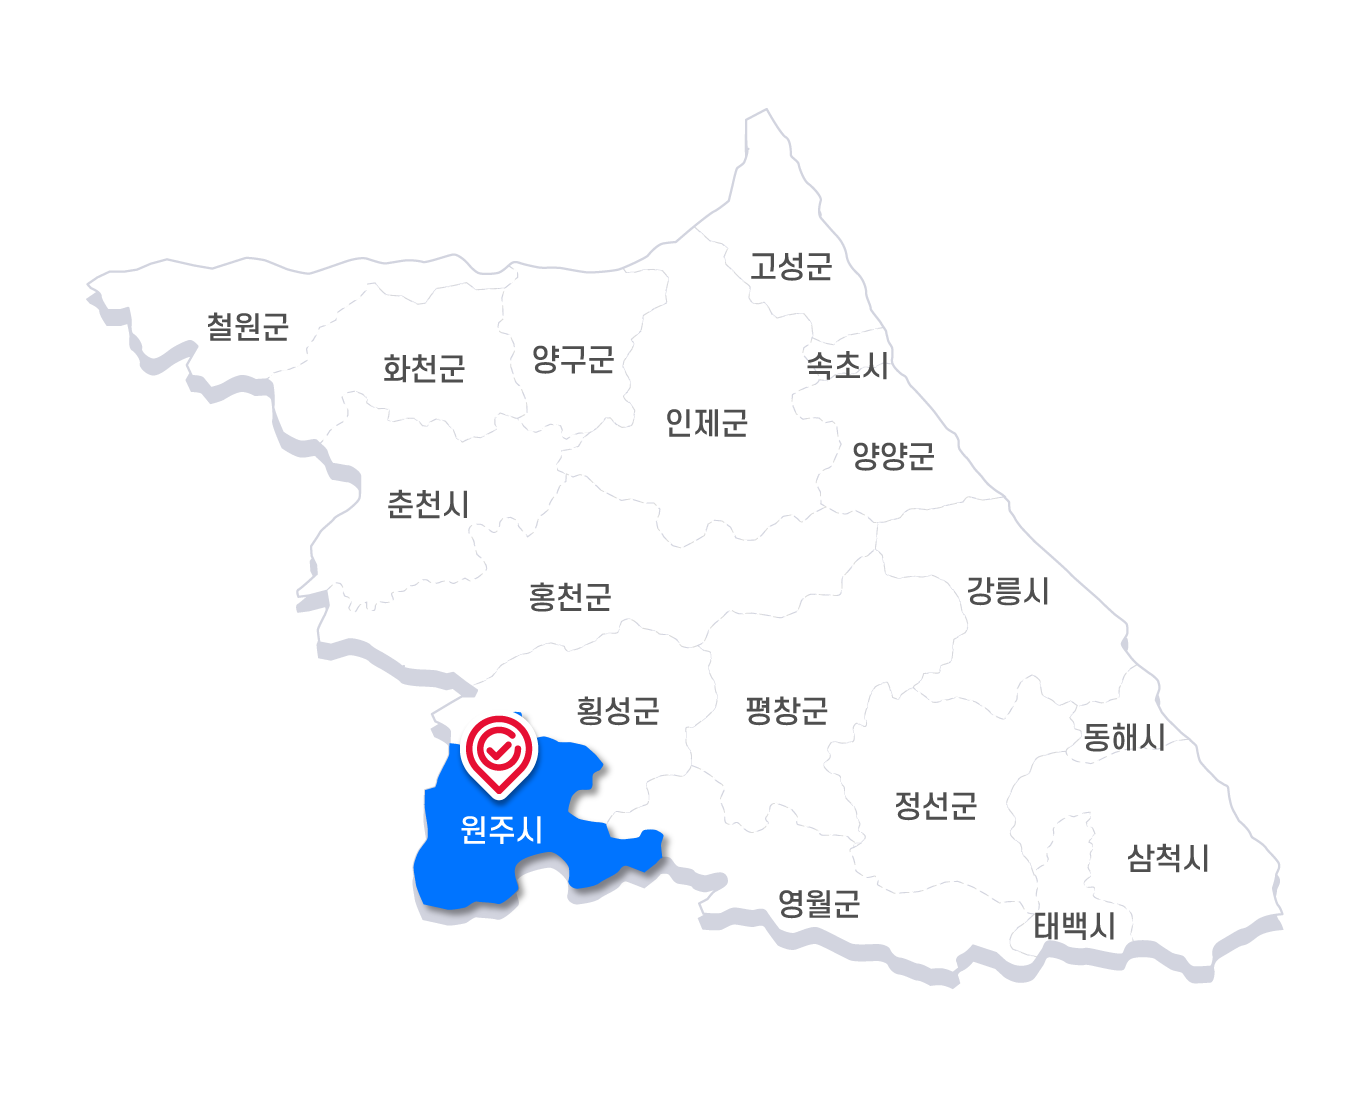 고성군
철원군
화천군
양구군
속초시
인제군
양양군
춘천시
홍천군
강릉시
횡성군
평창군
동해시
정선군
원주시
삼척시
영월군
태백시